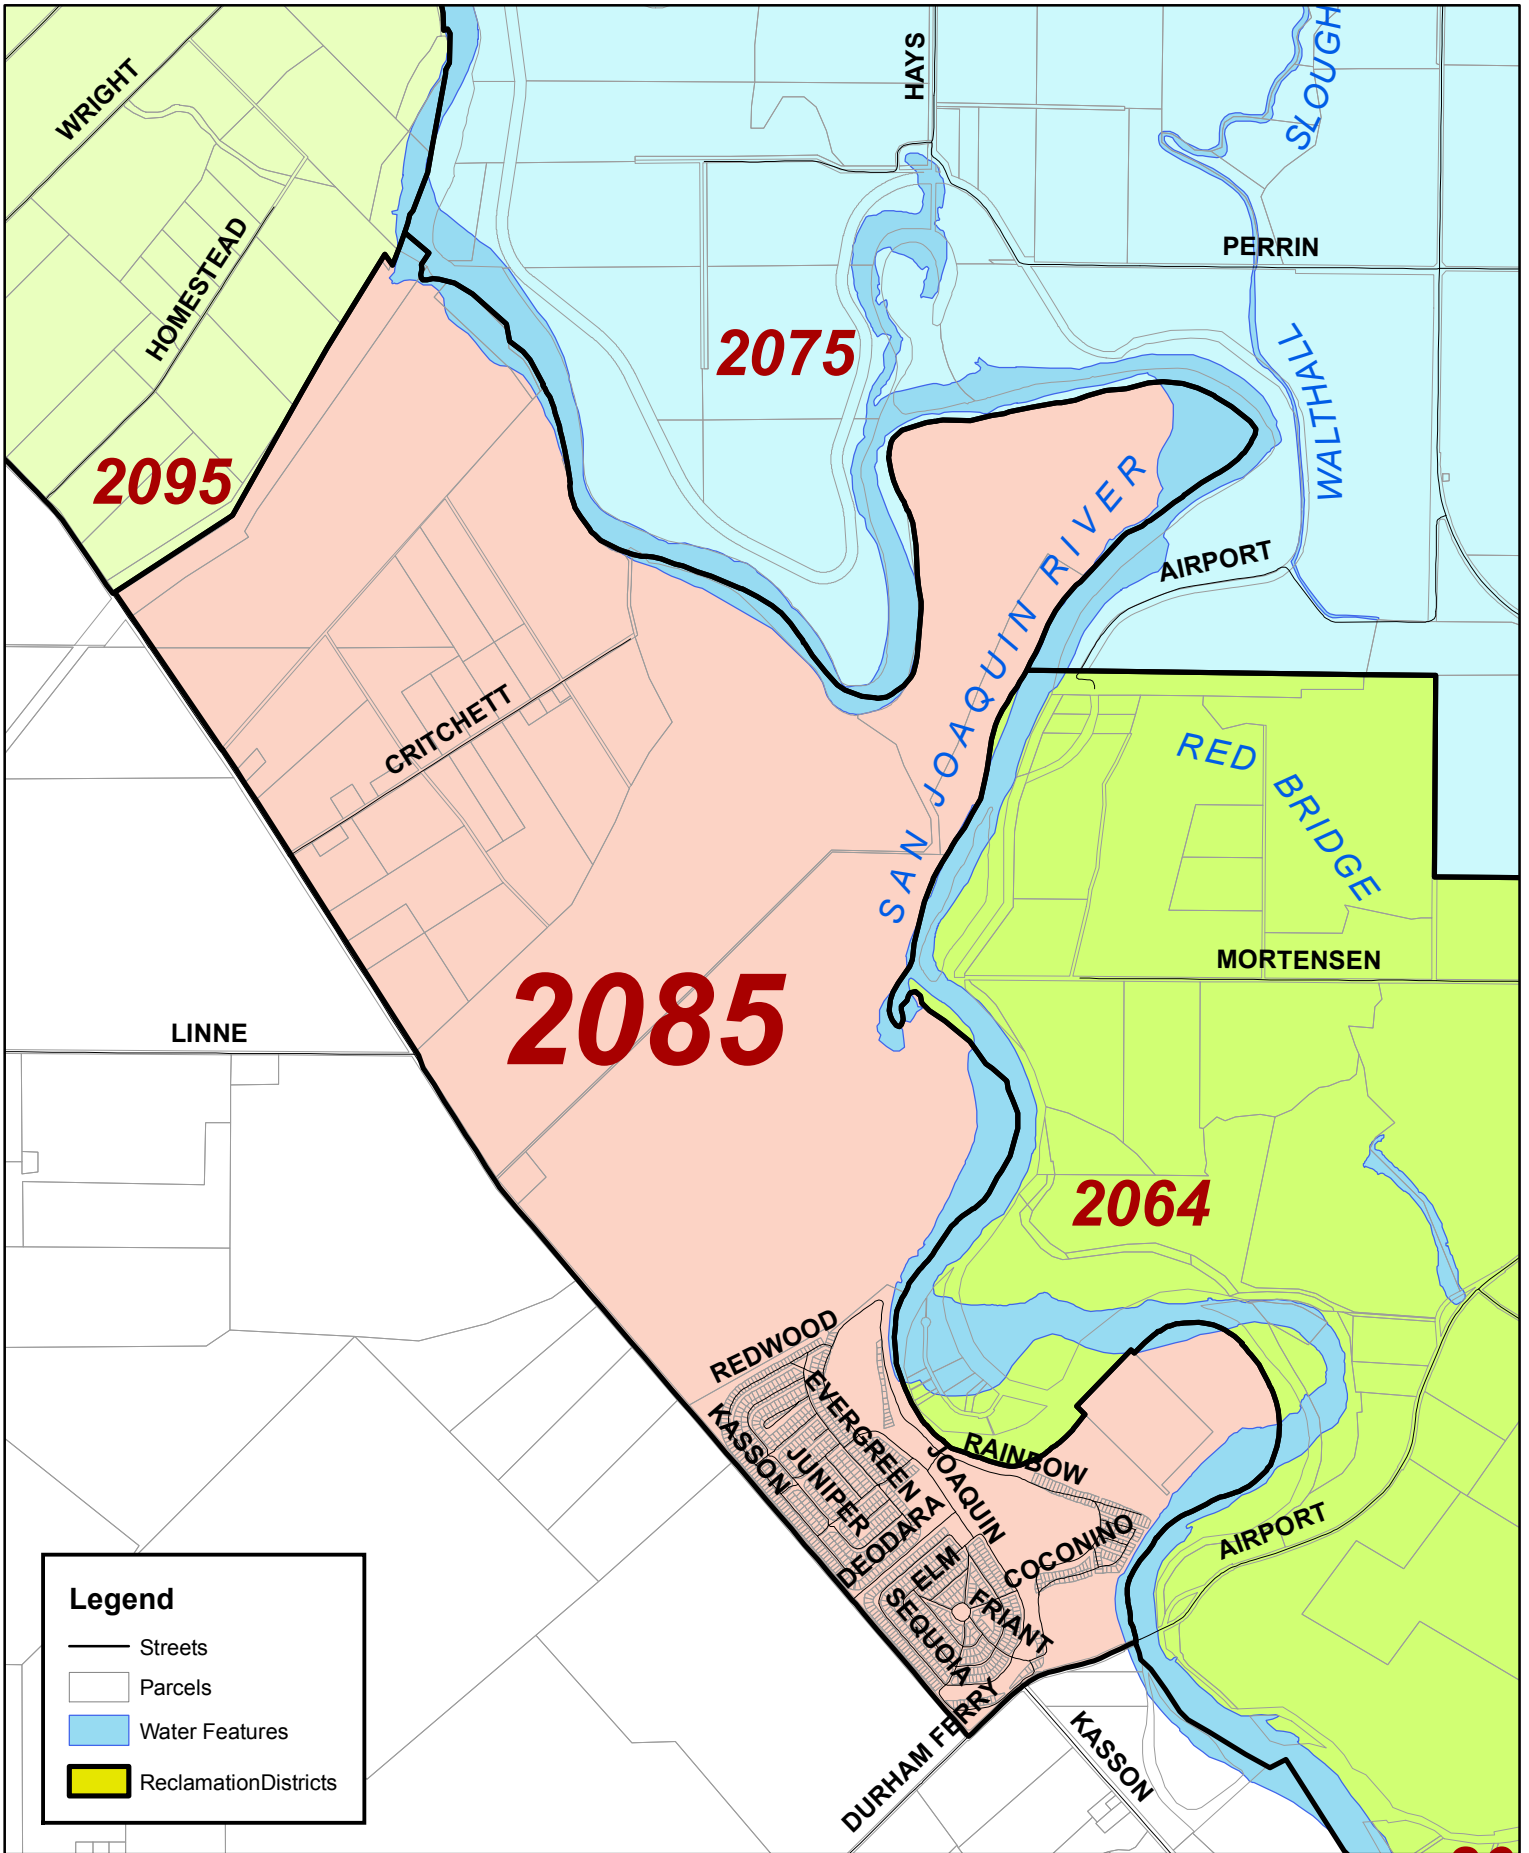 SLOUGH
HAYS
WRIGHT
PERRIN
HOMESTEAD
2075
WALTHALL
2095
SAN JOAQUIN RIVER
AIRPORT
CRITCHETT
RED BRIDGE
MORTENSEN
2085
LINNE
2064
REDWOOD
EVERGREEN
KASSON
JUNIPER
JOAQUIN
RAINBOW
DEODARA
ELM
COCONINO
AIRPORT
SEQUOIA
FRIANT
DURHAM FERRY
KASSON
Legend
Streets
Parcels
Water Features
ReclamationDistricts